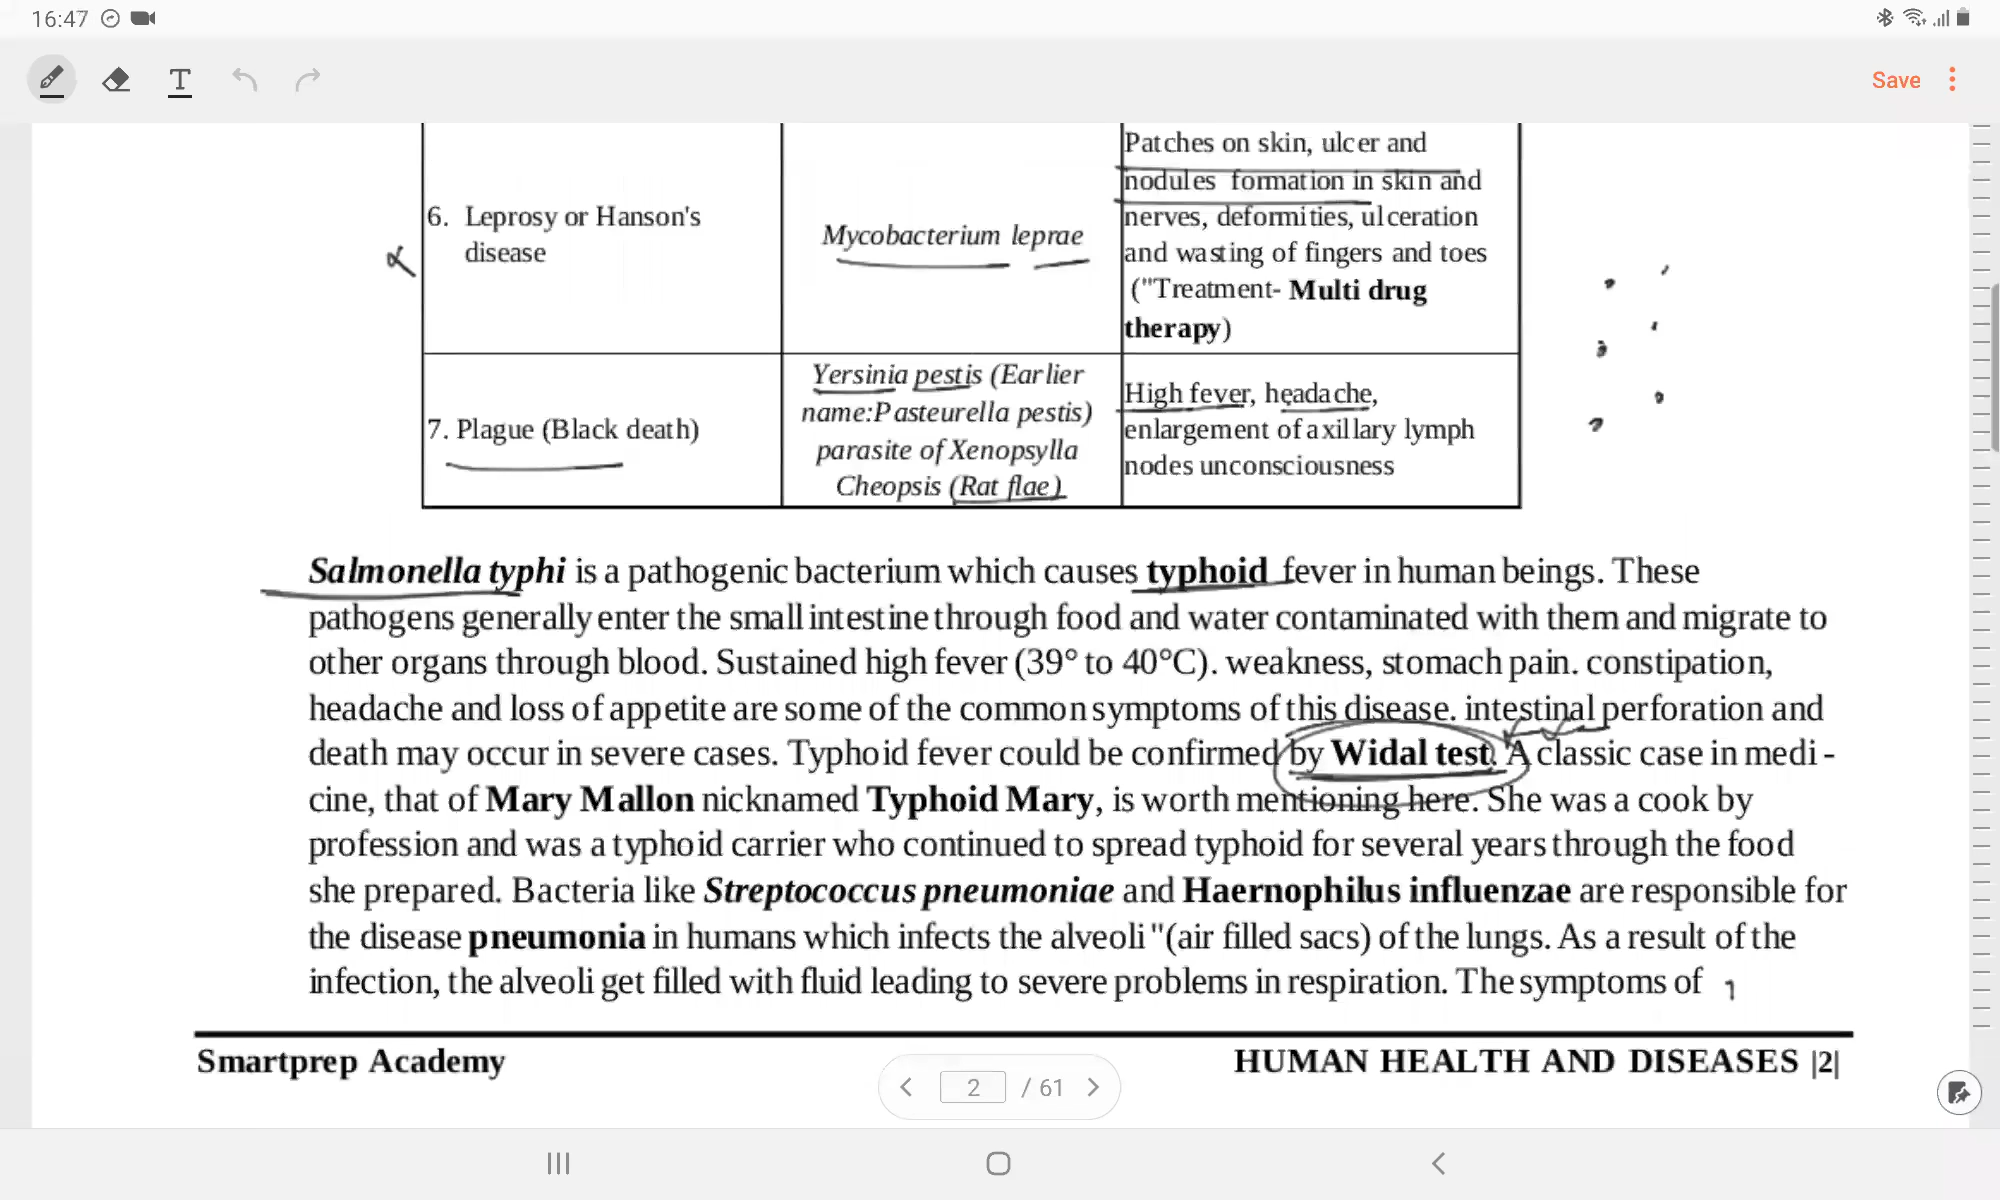 16:47
Save
Patches on skin, ulcer and
nodules formation in skin and
nerves, deformities, ulceration
and wasting of fingers and toes
("Treatment- Multi drug
therapy)
6. Leprosy or Hanson's
disease
Mycobacterium leprae
7. Plague (Black death)
Yersinia pestis (Earlier
name:Pasteurella pestis)
parasite of Xenopsylla
Cheopsis (Rat flae)
High fever, headache,
enlargement of axillary lymph
nodes unconsciousness
Salmonella typhi is a pathogenic bacterium which causes typhoid fever in human beings. These
pathogens generally enter the small intestine through food and water contaminated with them and migrate to
other organs through blood. Sustained high fever (39° to 40°C). weakness, stomach pain. constipation,
headache and loss of appetite are some of the common symptoms of this disease. intestinal perforation and
death may occur in severe cases. Typhoid fever could be confirmed by Widal test. A classic case in medi-
cine, that of Mary Mallon nicknamed Typhoid Mary, is worth mentioning here. She was a cook by
profession and was a typhoid carrier who continued to spread typhoid for several years through the food
she prepared. Bacteria like Streptococcus pneumoniae and Haernophilus influenzae are responsible for
the disease pneumonia in humans which infects the alveoli "(air filled sacs) of the lungs. As a result of the
infection, the alveoli get filled with fluid leading to severe problems in respiration. The symptoms of
Smartprep Academy
HUMAN HEALTH AND DISEASES |2|
2 / 61